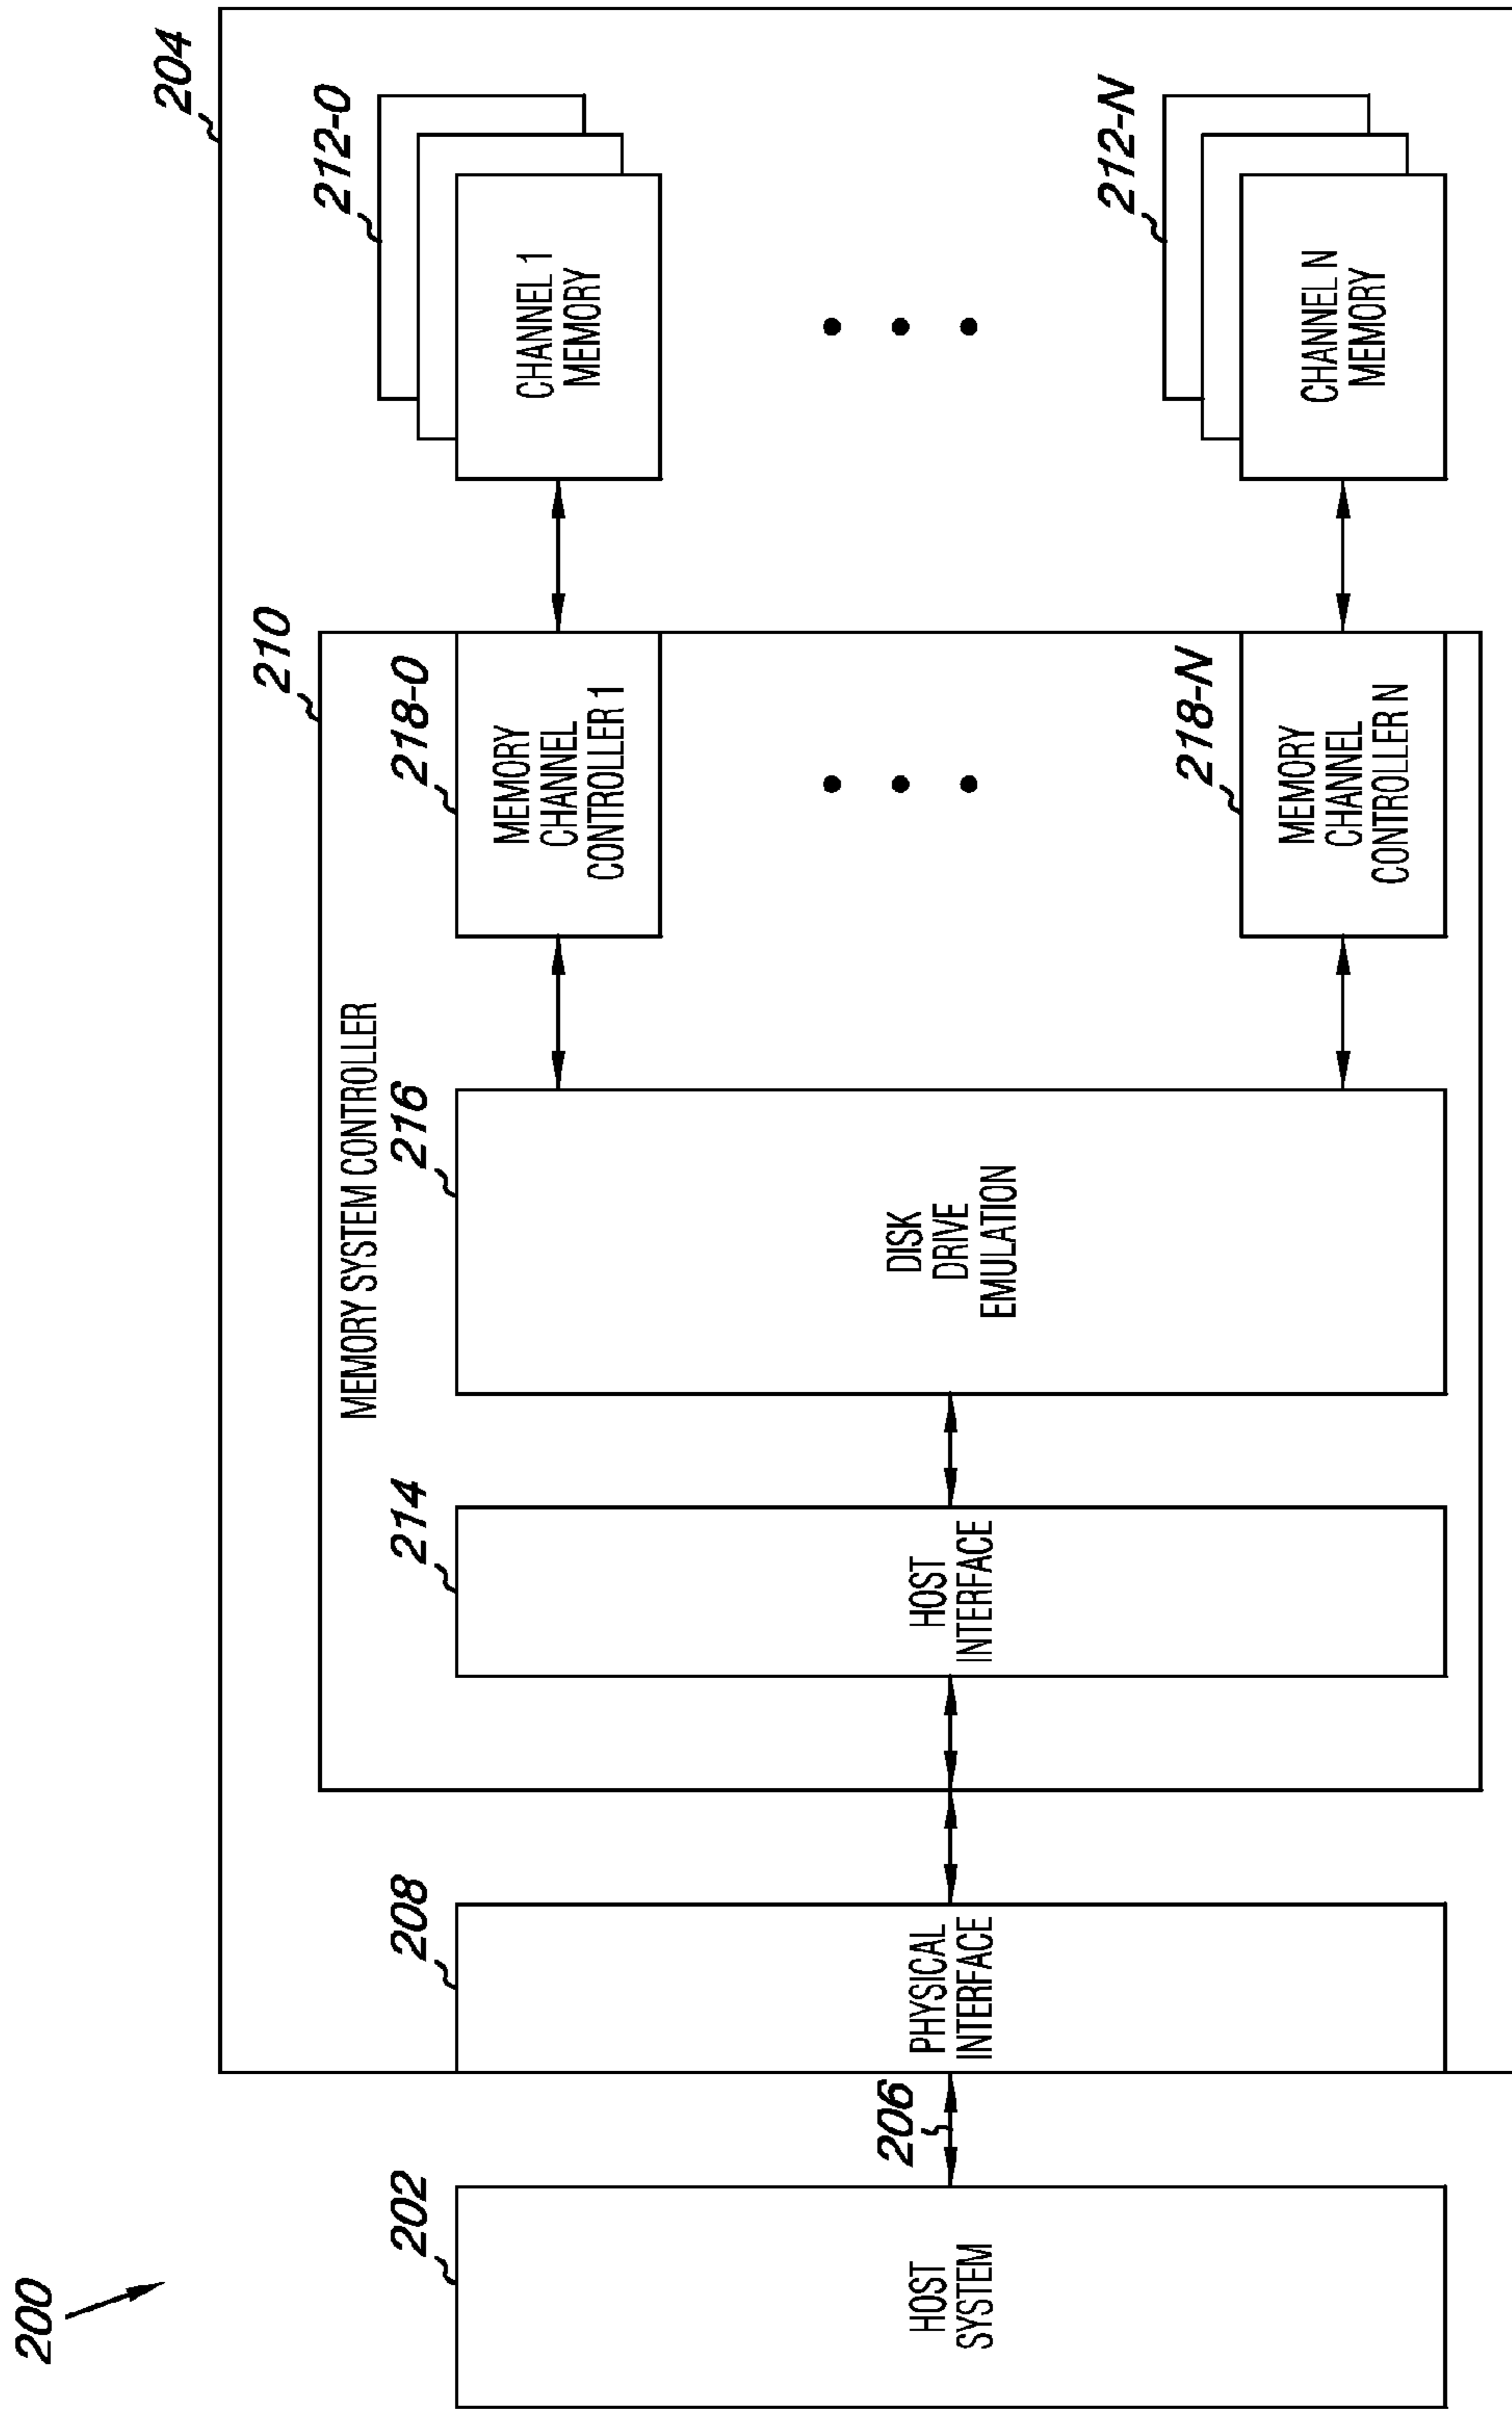 200
204
210
212-0
CHANNEL 1
MEMORY
212-N
CHANNEL N
MEMORY
MEMORY SYSTEM CONTROLLER
202
HOST
SYSTEM
206
208
PHYSICAL
INTERFACE
214
HOST
INTERFACE
216
DISK
DRIVE
EMULATION
218-0
MEMORY
CHANNEL
CONTROLLER 1
218-N
MEMORY
CHANNEL
CONTROLLER N